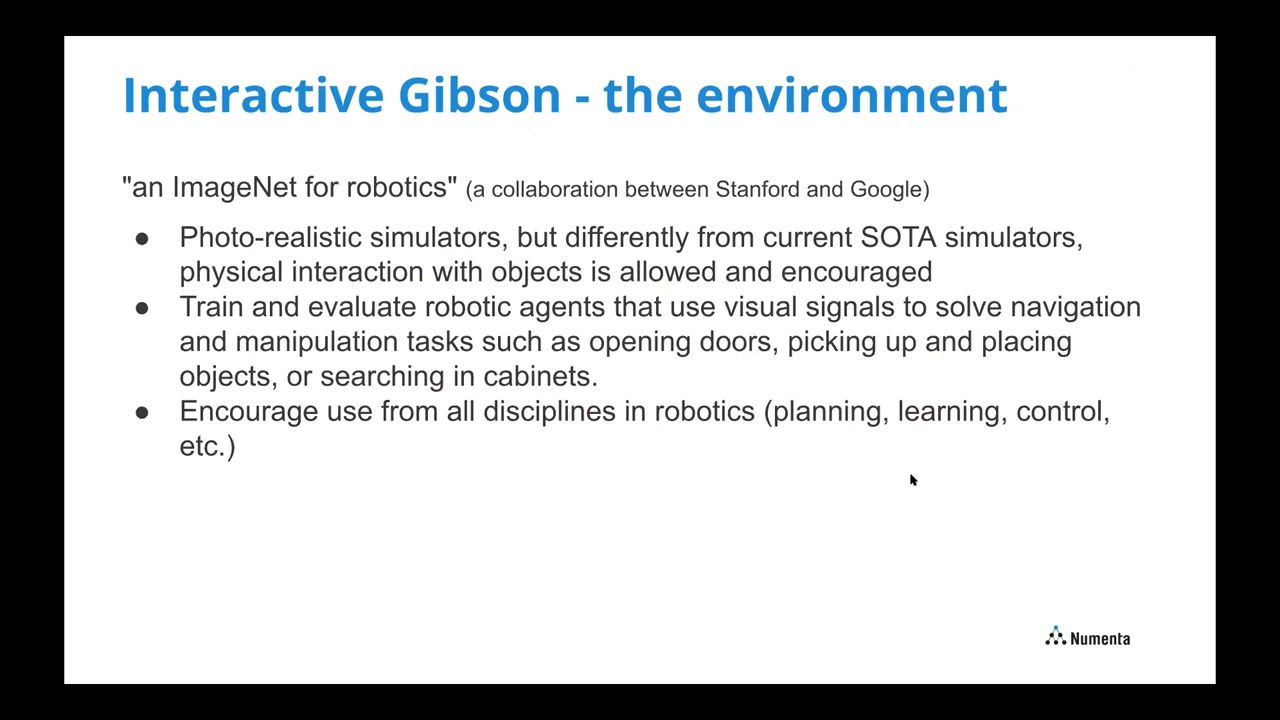 Interactive Gibson - the environment
"an ImageNet for robotics" (a collaboration between Stanford and Google)
● Photo-realistic simulators, but differently from current SOTA simulators,
physical interaction with objects is allowed and encouraged
● Train and evaluate robotic agents that use visual signals to solve navigation
and manipulation tasks such as opening doors, picking up and placing
objects, or searching in cabinets.
● Encourage use from all disciplines in robotics (planning, learning, control,
etc.)
Numenta